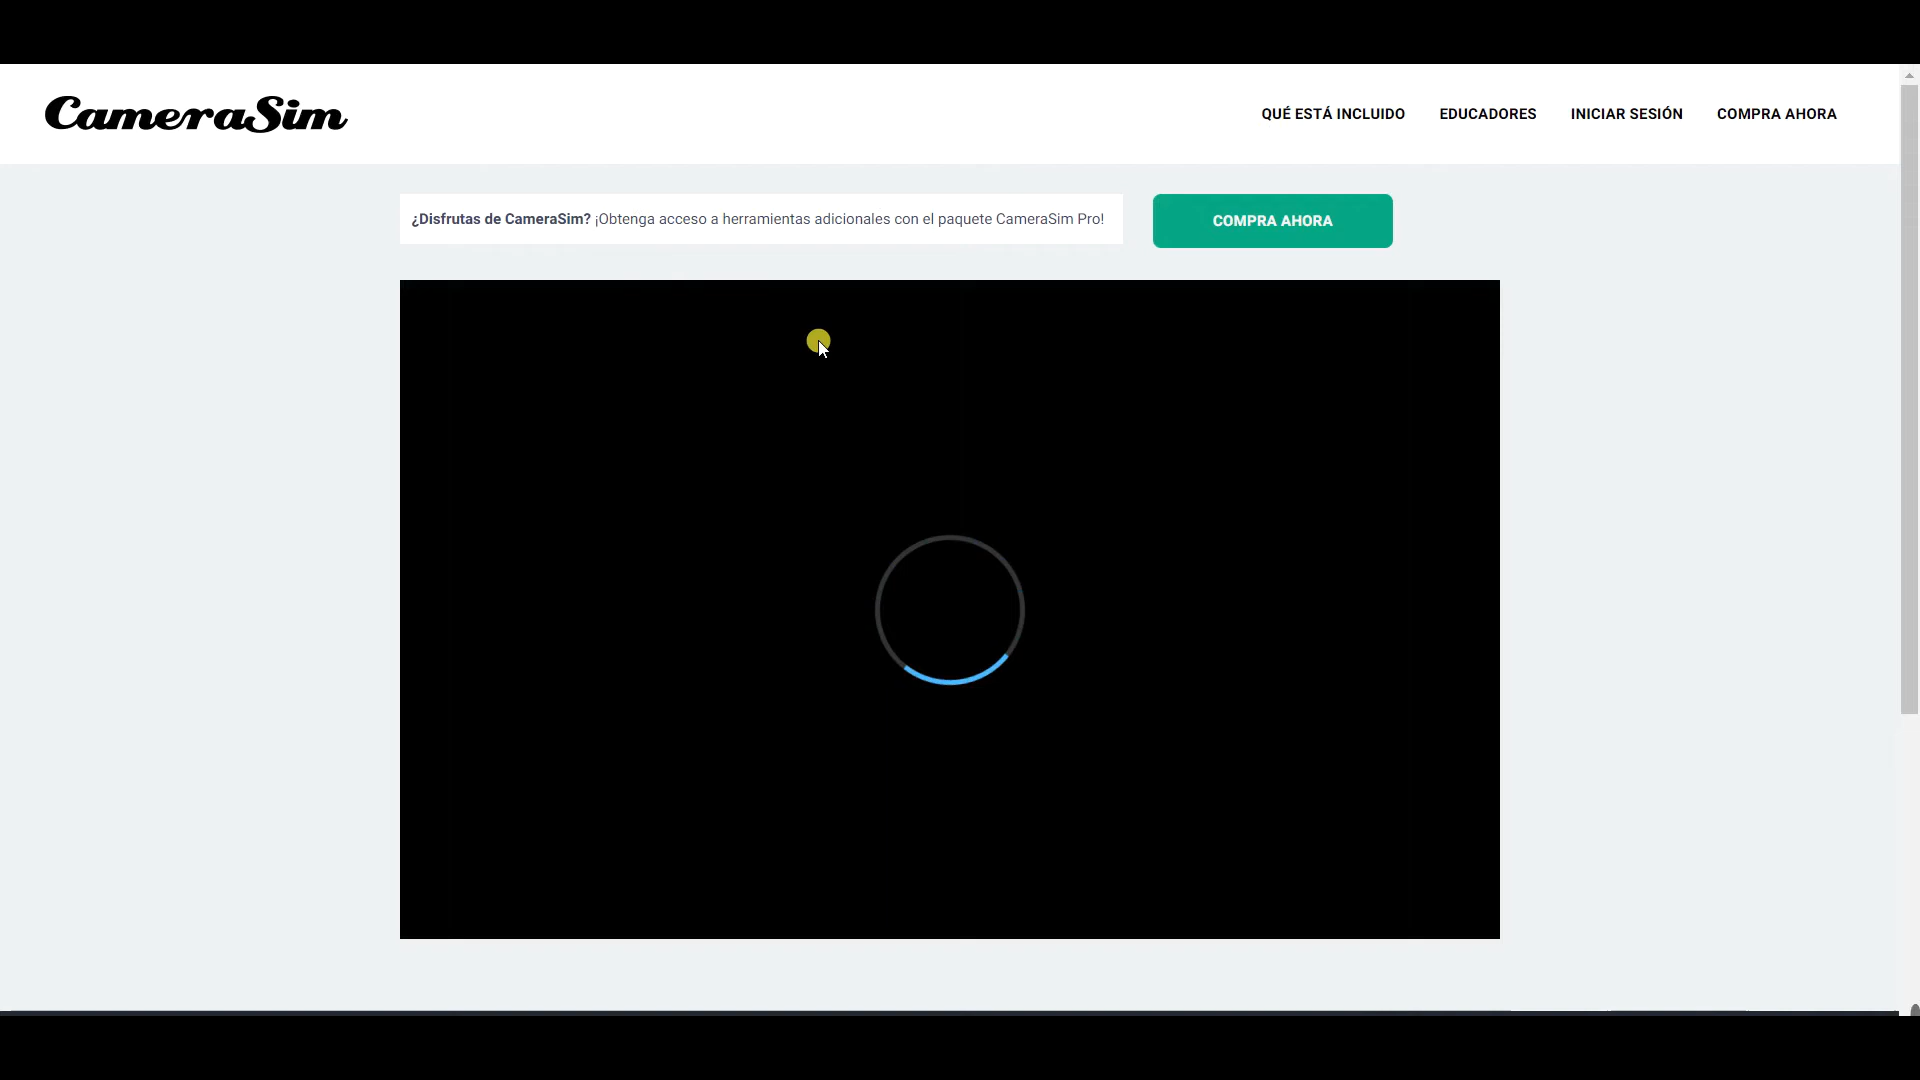 CameraSim
QUÉ ESTÁ INCLUIDO
EDUCADORES
INICIAR SESIÓN
COMPRA AHORA
¿Disfrutas de CameraSim? ¡Obtenga acceso a herramientas adicionales con el paquete CameraSim Pro!
COMPRA AHORA